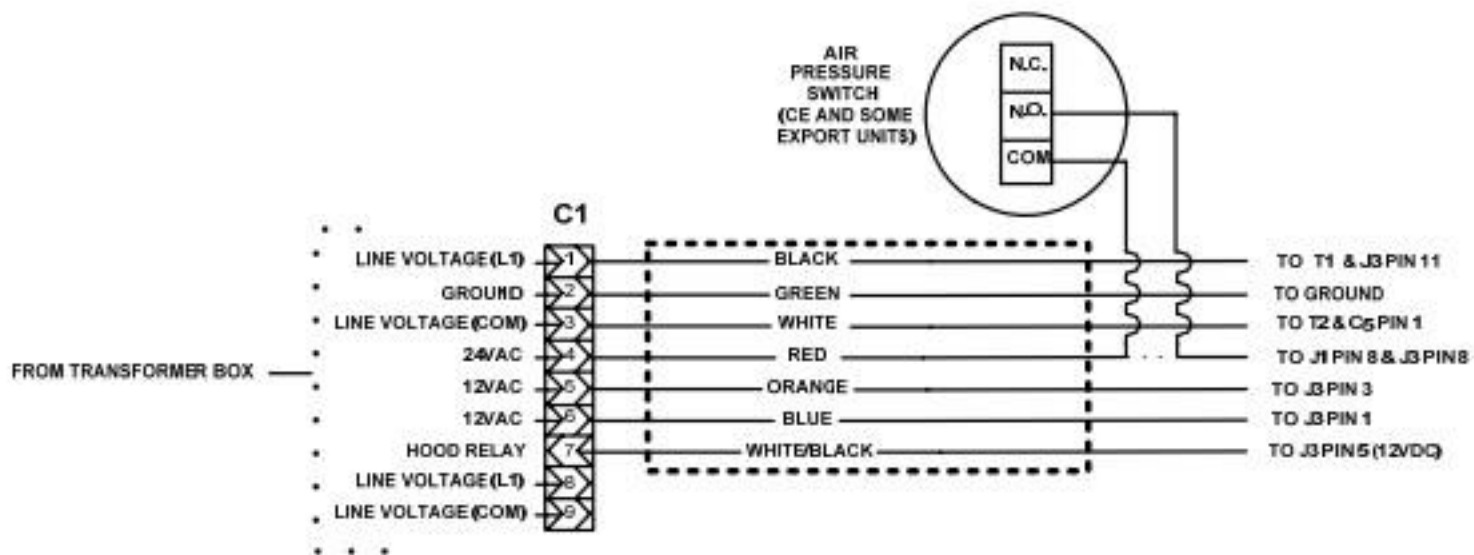 AIR
PRESSURE
SWITCH
(CE AND SOME
EXPORT UNITS)
N.C.
N.O.
COM
C1
LINE VOLTAGE (L1) 1 BLACK TO T1 & J3 PIN 11
GROUND 2 GREEN TO GROUND
LINE VOLTAGE (COM) 3 WHITE TO T2 & C5 PIN 1
24VAC 4 RED TO J1 PIN 8 & J3 PIN 8
FROM TRANSFORMER BOX
12VAC 5 ORANGE TO J3 PIN 3
12VAC 6 BLUE TO J3 PIN 1
HOOD RELAY 7 WHITE/BLACK TO J3 PIN 5 (12VDC)
LINE VOLTAGE (L1) 8
LINE VOLTAGE (COM) 9